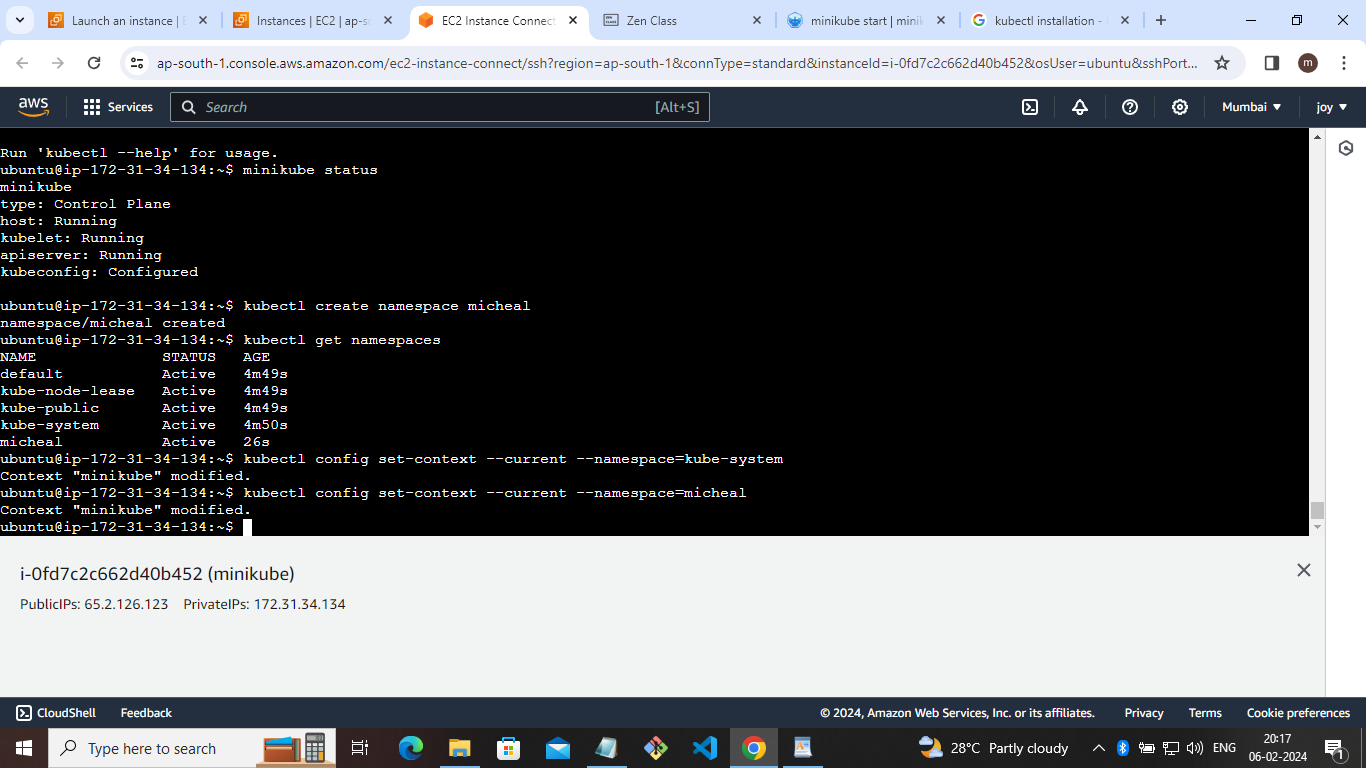 Launch an instance | E
Instances | EC2 | ap-so
EC2 Instance Connect
Zen Class
minikube start | minik
kubectl installation -
ap-south-1.console.aws.amazon.com/ec2-instance-connect/ssh?region=ap-south-1&connType=standard&instanceId=i-0fd7c2c662d40b452&osUser=ubuntu&sshPort...
m
aws
Services
Search
[Alt+S]
Mumbai
joy
Run 'kubectl --help' for usage.
ubuntu@ip-172-31-34-134:~$ minikube status
minikube
type: Control Plane
host: Running
kubelet: Running
apiserver: Running
kubeconfig: Configured
ubuntu@ip-172-31-34-134:~$ kubectl create namespace micheal
namespace/micheal created
ubuntu@ip-172-31-34-134:~$ kubectl get namespaces
NAME STATUS AGE
default Active 4m49s
kube-node-lease Active 4m49s
kube-public Active 4m49s
kube-system Active 4m50s
micheal Active 26s
ubuntu@ip-172-31-34-134:~$ kubectl config set-context --current --namespace=kube-system
Context "minikube" modified.
ubuntu@ip-172-31-34-134:~$ kubectl config set-context --current --namespace=micheal
Context "minikube" modified.
ubuntu@ip-172-31-34-134:~$
i-0fd7c2c662d40b452 (minikube)
PublicIPs: 65.2.126.123 PrivateIPs: 172.31.34.134
CloudShell
Feedback
© 2024, Amazon Web Services, Inc. or its affiliates.
Privacy
Terms
Cookie preferences
Type here to search
28°C Partly cloudy
ENG
20:17
06-02-2024
1